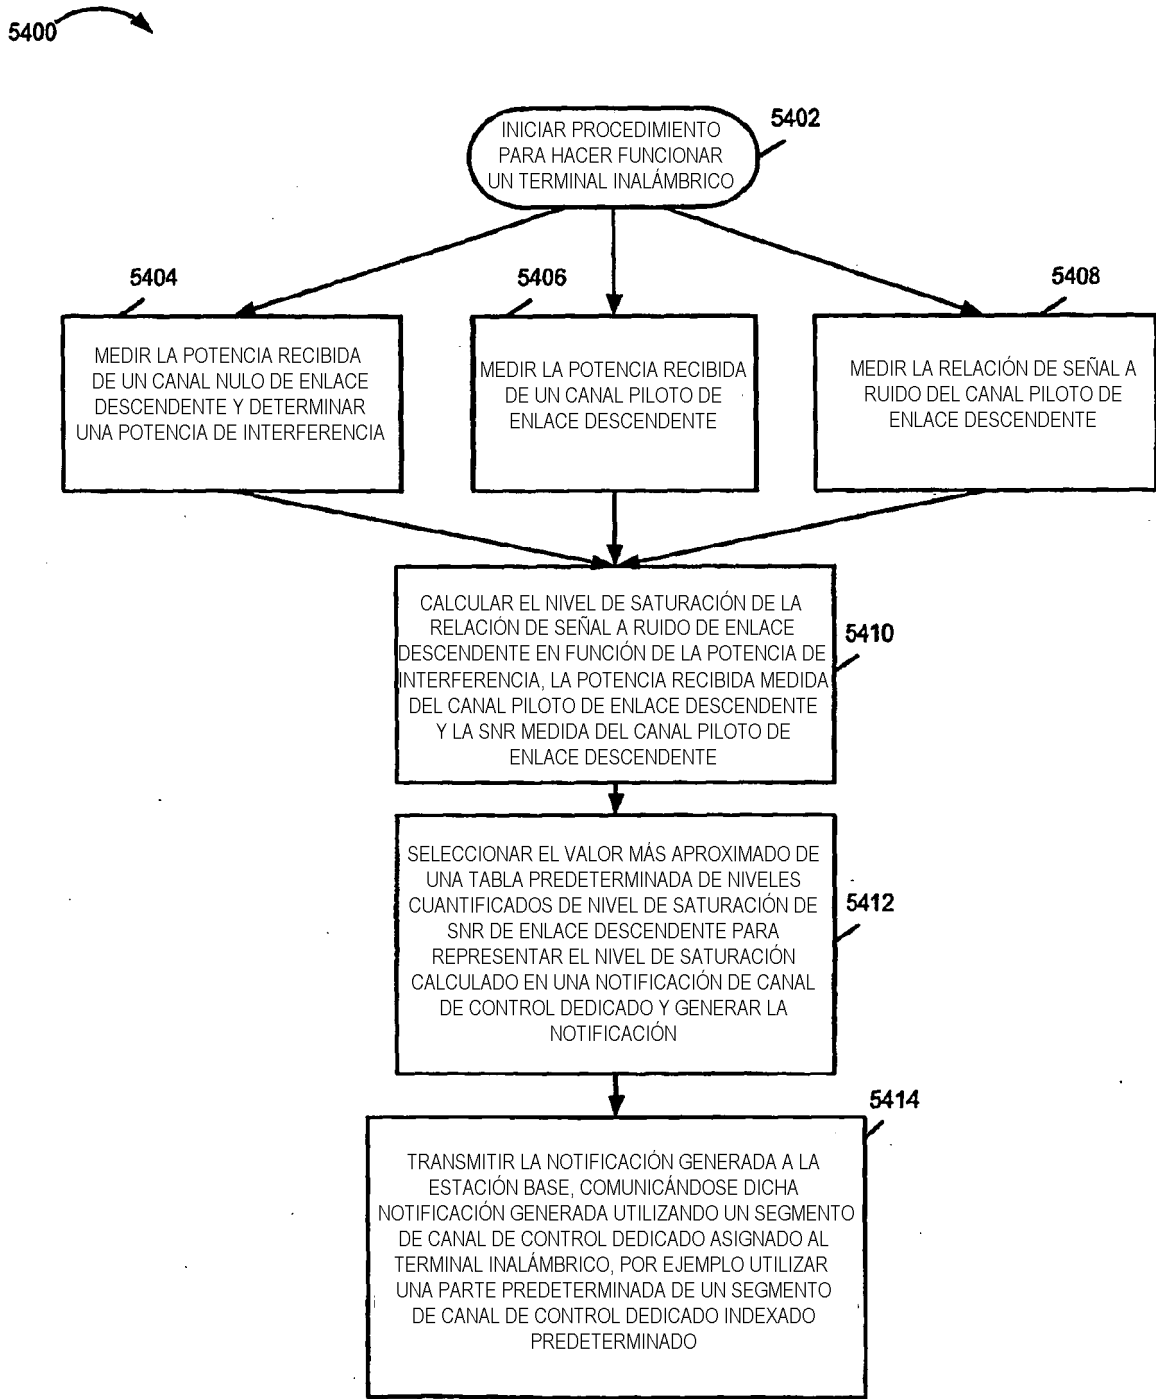 5400
5402
INICIAR PROCEDIMIENTO
PARA HACER FUNCIONAR
UN TERMINAL INALÁMBRICO
5404
5406
5408
MEDIR LA POTENCIA RECIBIDA
DE UN CANAL NULO DE ENLACE
DESCENDENTE Y DETERMINAR
UNA POTENCIA DE INTERFERENCIA
MEDIR LA POTENCIA RECIBIDA
DE UN CANAL PILOTO DE
ENLACE DESCENDENTE
MEDIR LA RELACIÓN DE SEÑAL A
RUIDO DEL CANAL PILOTO DE
ENLACE DESCENDENTE
CALCULAR EL NIVEL DE SATURACIÓN DE LA
RELACIÓN DE SEÑAL A RUIDO DE ENLACE
DESCENDENTE EN FUNCIÓN DE LA POTENCIA DE
INTERFERENCIA, LA POTENCIA RECIBIDA MEDIDA
DEL CANAL PILOTO DE ENLACE DESCENDENTE
Y LA SNR MEDIDA DEL CANAL PILOTO DE
ENLACE DESCENDENTE
5410
SELECCIONAR EL VALOR MÁS APROXIMADO DE
UNA TABLA PREDETERMINADA DE NIVELES
CUANTIFICADOS DE NIVEL DE SATURACIÓN DE
SNR DE ENLACE DESCENDENTE PARA
REPRESENTAR EL NIVEL DE SATURACIÓN
CALCULADO EN UNA NOTIFICACIÓN DE CANAL
DE CONTROL DEDICADO Y GENERAR LA
NOTIFICACIÓN
5412
5414
TRANSMITIR LA NOTIFICACIÓN GENERADA A LA
ESTACIÓN BASE, COMUNICÁNDOSE DICHA
NOTIFICACIÓN GENERADA UTILIZANDO UN SEGMENTO
DE CANAL DE CONTROL DEDICADO ASIGNADO AL
TERMINAL INALÁMBRICO, POR EJEMPLO UTILIZAR
UNA PARTE PREDETERMINADA DE UN SEGMENTO
DE CANAL DE CONTROL DEDICADO INDEXADO
PREDETERMINADO